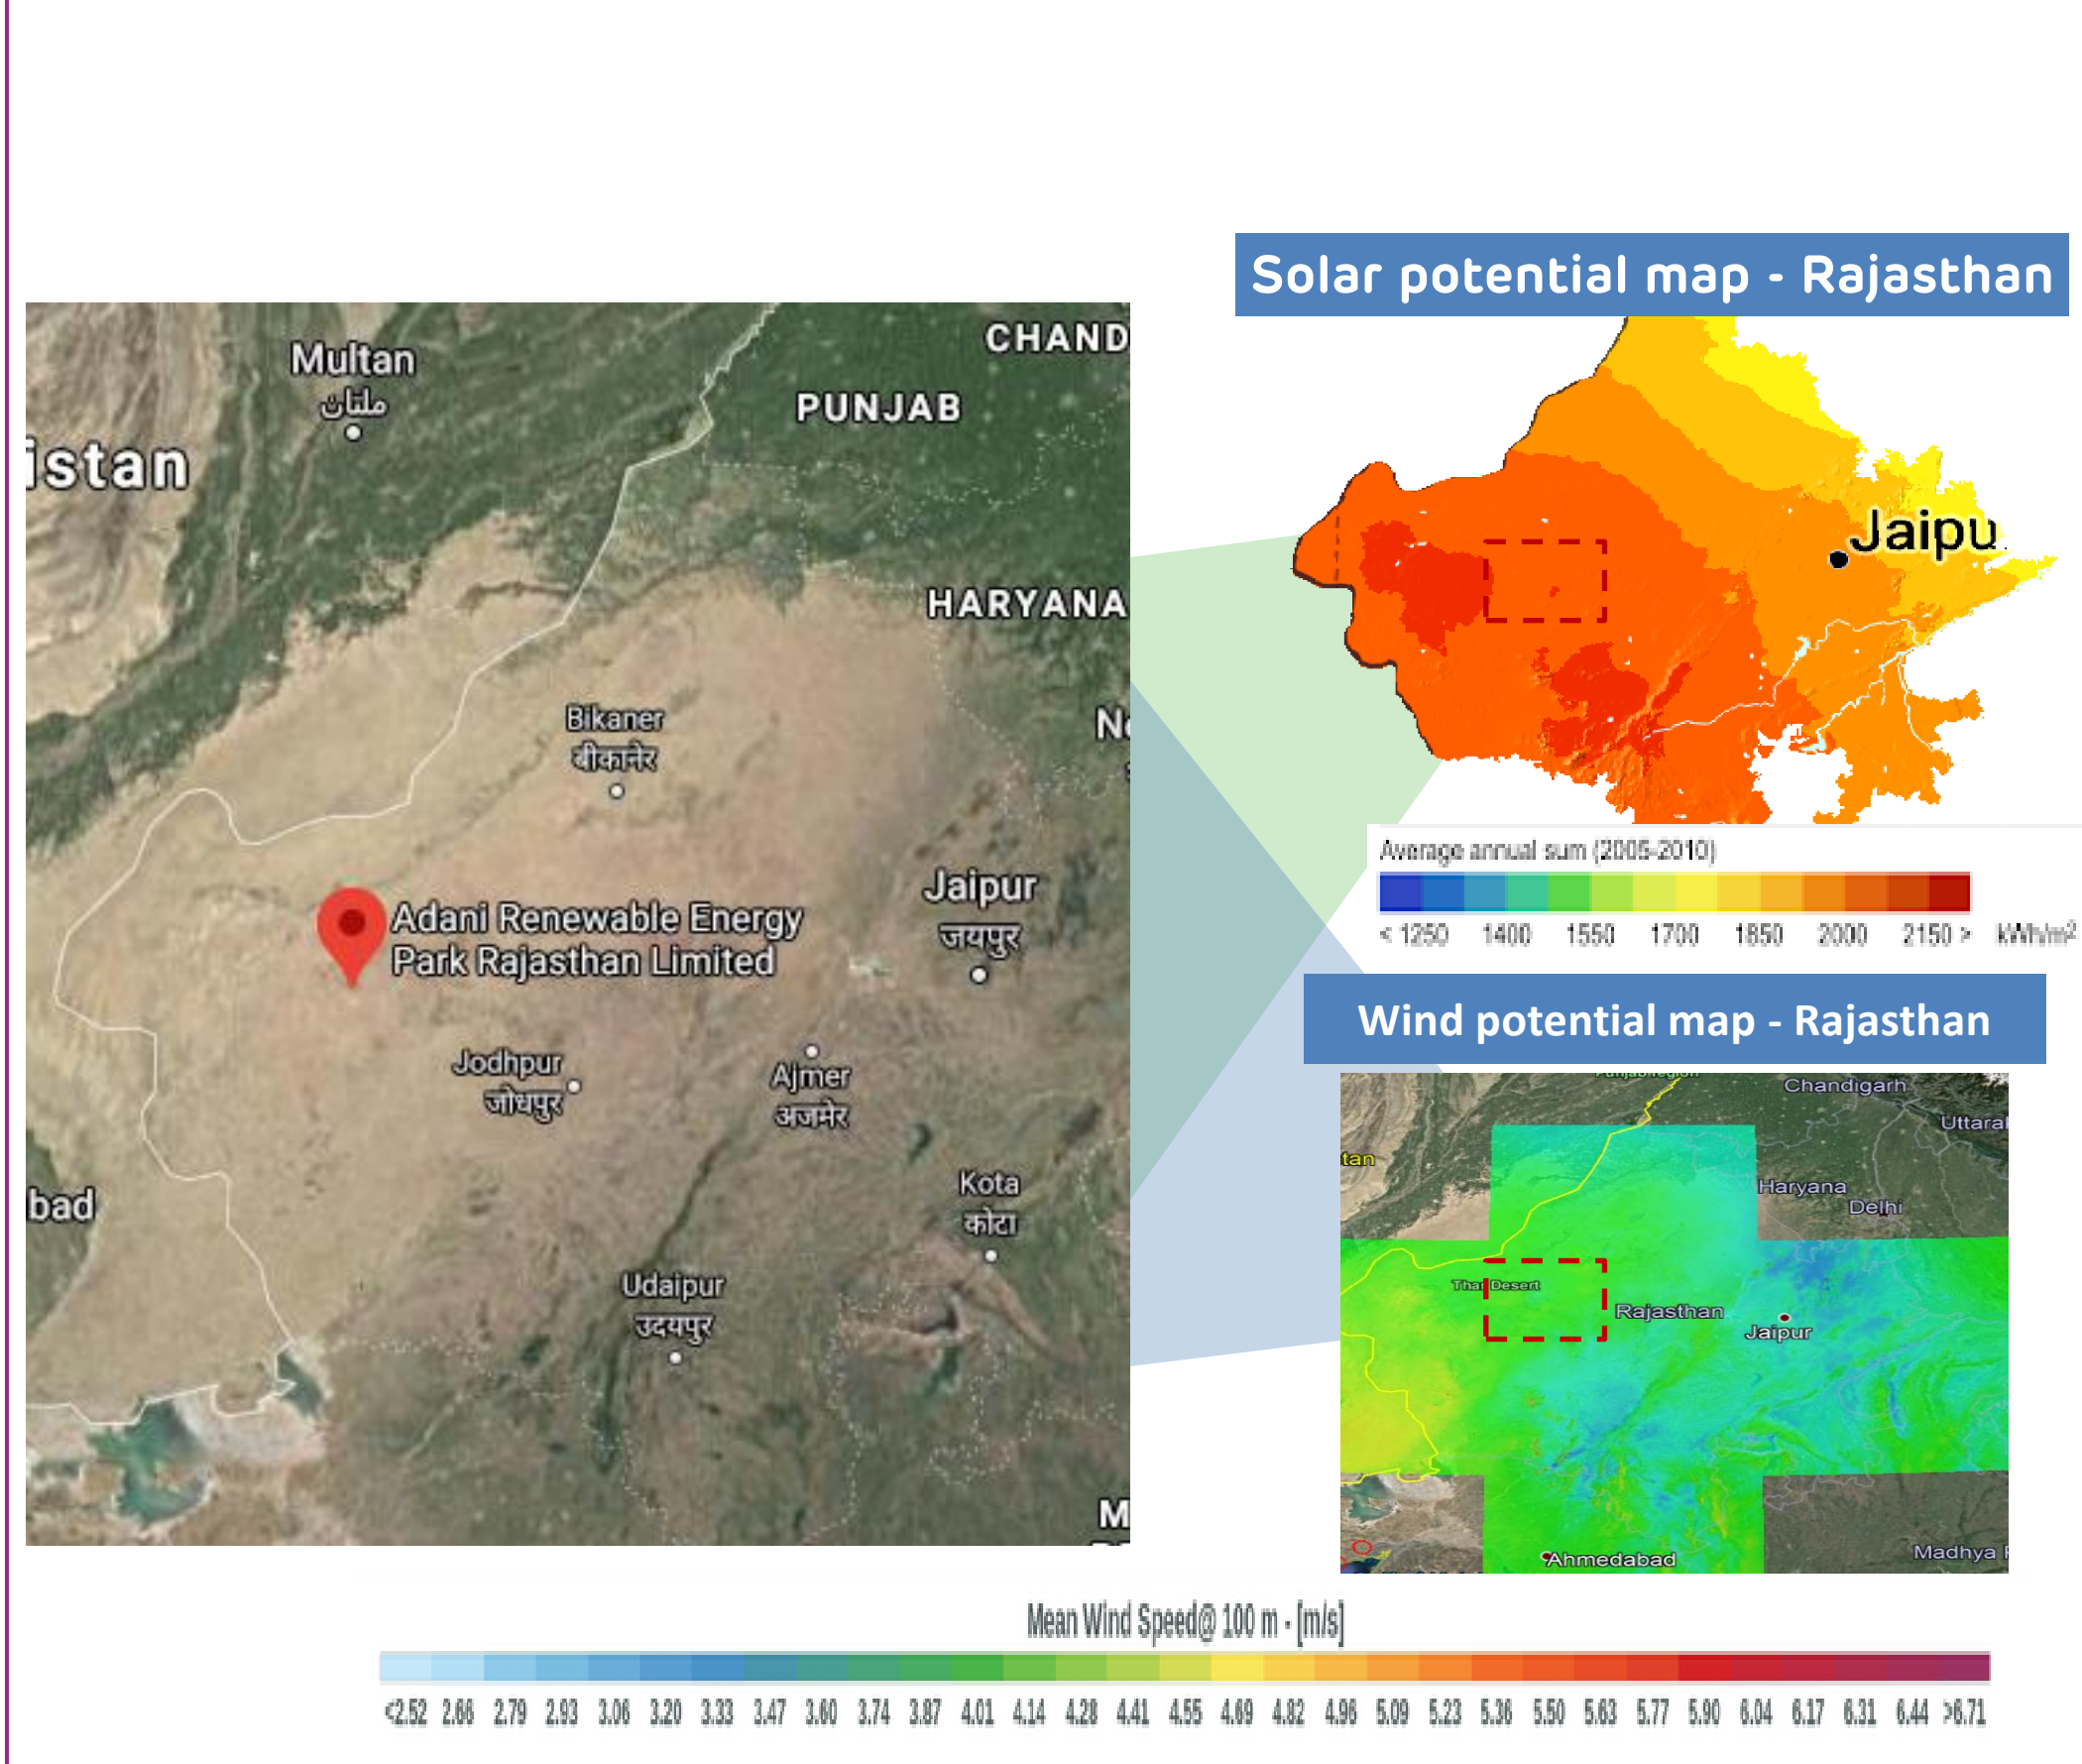 Solar potential map - Rajasthan
CHAND
Multan
ملتان
PUNJAB
istan
HARYANA
Bikaner
बीकानेर
Jaipur
जयपुर
Adani Renewable Energy
Park Rajasthan Limited
Jodhpur
जोधपुर
Ajmer
अजमेर
bad
Kota
कोटा
Udaipur
उदयपुर
M
Jaipu
Average annual sum (2005-2010)
< 1250 1400 1550 1700 1850 2000 2150 > kWh/m²
Wind potential map - Rajasthan
Punjab region
Chandigarh
Uttara
tan
Haryana
Delhi
Thar Desert
Rajasthan
Jaipur
Ahmedabad
Madhya
Mean Wind Speed@ 100 m - [m/s]
<2.52 2.66 2.79 2.93 3.06 3.20 3.33 3.47 3.60 3.74 3.87 4.01 4.14 4.28 4.41 4.55 4.69 4.82 4.96 5.09 5.23 5.36 5.50 5.63 5.77 5.90 6.04 6.17 6.31 6.44 >6.71